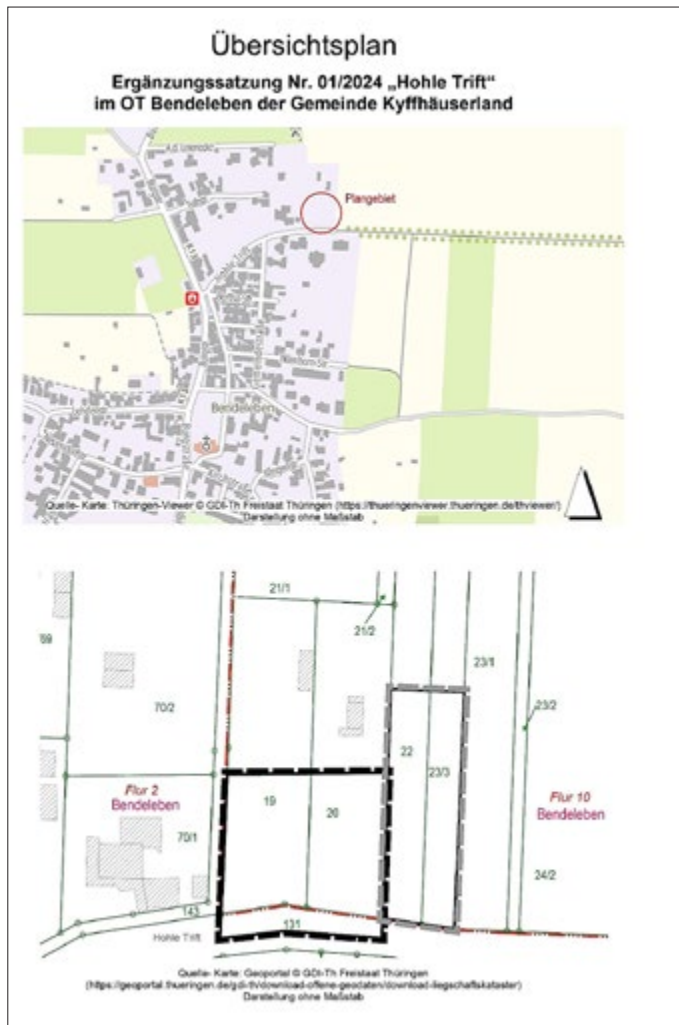 Übersichtsplan
Ergänzungssatzung Nr. 01/2024 „Hohle Trift“
im OT Bendeleben der Gemeinde Kyffhäuserland
Plangebiet
Hohle Trift
Bendeleben
Quelle- Karte: Thüringen-Viewer © GDI-Th Freistaat Thüringen (https://thueringenviewer.thueringen.de/thviewer/)
Darstellung ohne Maßstab
21/1
21/2
69
23/1
70/2
23/2
22
23/3
Flur 2
Bendeleben
19
20
Flur 10
Bendeleben
70/1
24/2
143
131
Hohle Trift
Quelle- Karte: Geoportal © GDI-Th Freistaat Thüringen
(https://geoportal.thueringen.de/gdi-th/download-offene-geodaten/download-liegschaftskataster)
Darstellung ohne Maßstab